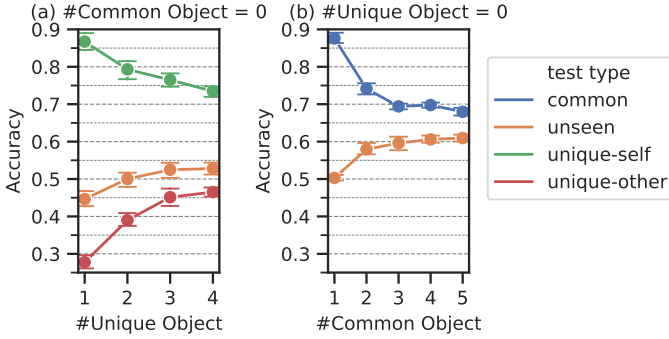 (a) #Common Object = 0
(b) #Unique Object = 0
0.9
0.8
0.7
0.6
0.5
0.4
0.3
Accuracy
1 2 3 4
#Unique Object
0.9
0.8
0.7
0.6
0.5
0.4
0.3
Accuracy
1 2 3 4 5
#Common Object
test type
common
unseen
unique-self
unique-other